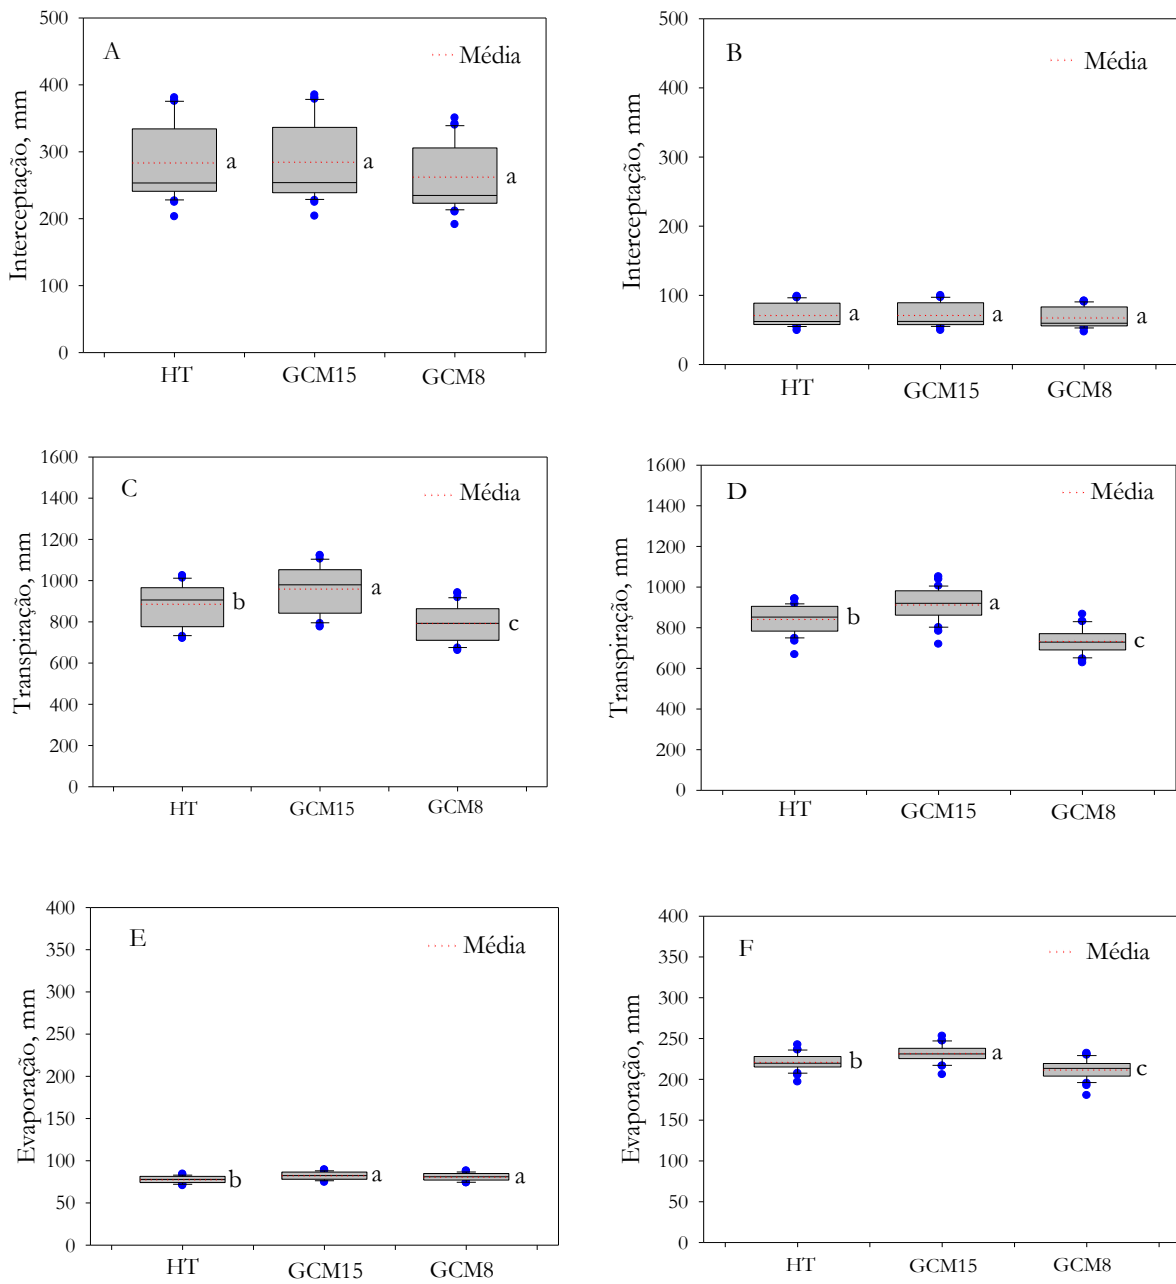 A
Média
Interceptação, mm
500
400
300
200
100
0
a
a
a
HT
GCM15
GCM8
B
Média
Interceptação, mm
500
400
300
200
100
0
a
a
a
HT
GCM15
GCM8
C
Média
Transpiração, mm
1600
1400
1200
1000
800
600
400
200
0
b
a
c
HT
GCM15
GCM8
D
Média
Transpiração, mm
1600
1400
1200
1000
800
600
400
200
0
b
a
c
HT
GCM15
GCM8
E
Média
Evaporação, mm
400
350
300
250
200
150
100
50
0
b
a
a
HT
GCM15
GCM8
F
Média
Evaporação, mm
400
350
300
250
200
150
100
50
0
b
a
c
HT
GCM15
GCM8